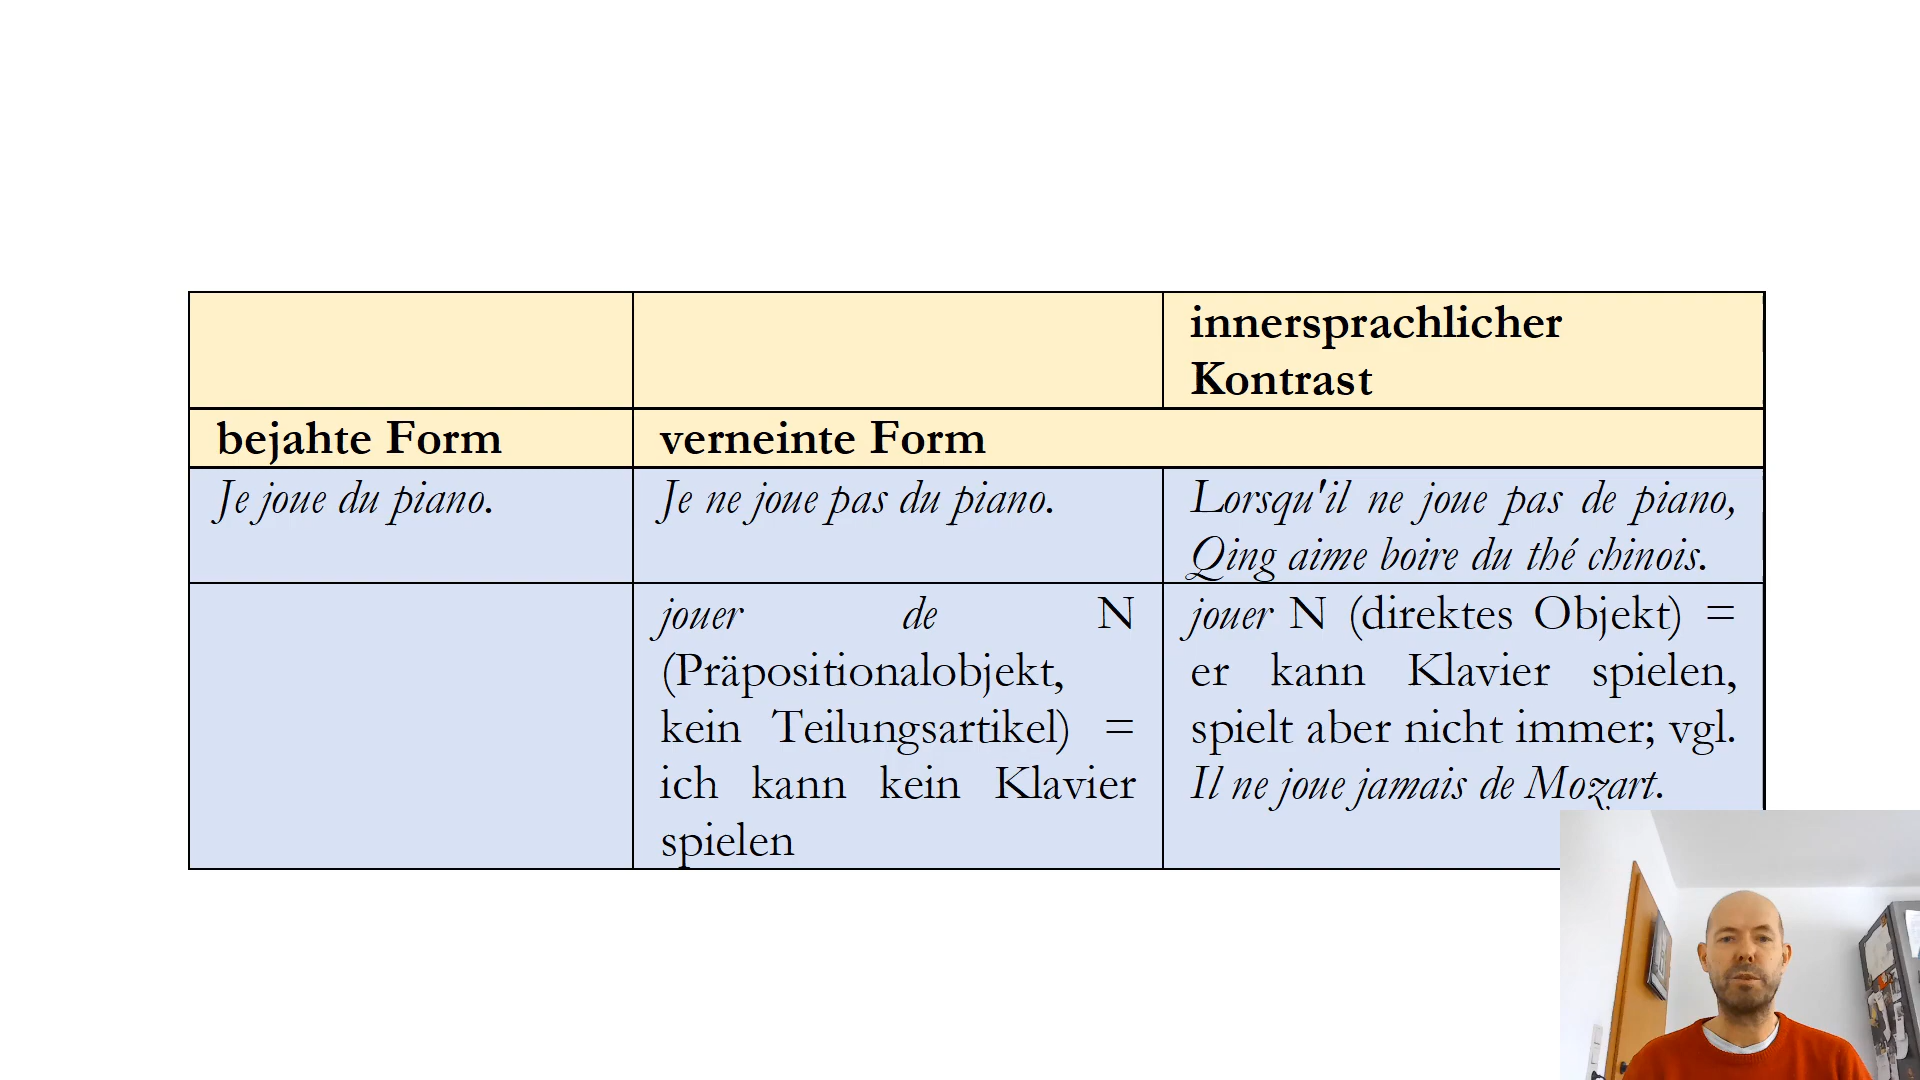 innersprachlicher
Kontrast
bejahte Form
verneinte Form
Je joue du piano.
Je ne joue pas du piano.
Lorsqu'il ne joue pas de piano,
Qing aime boire du thé chinois.
jouer de N
(Präpositionalobjekt,
kein Teilungsartikel) =
ich kann kein Klavier
spielen
jouer N (direktes Objekt) =
er kann Klavier spielen,
spielt aber nicht immer; vgl.
Il ne joue jamais de Mozart.